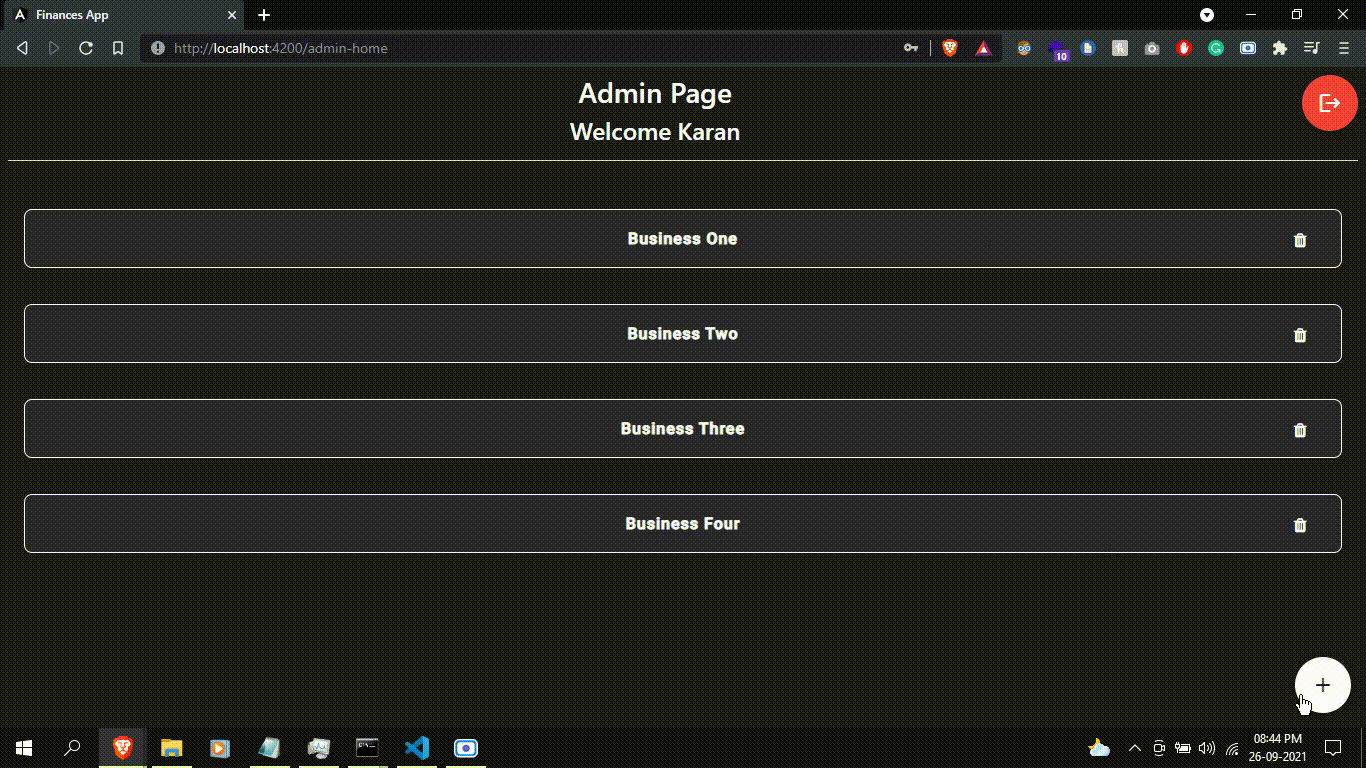 Finances App
http://localhost:4200/admin-home
10
Admin Page
Welcome Karan
Business One
Business Two
Business Three
Business Four
08:44 PM
26-09-2021